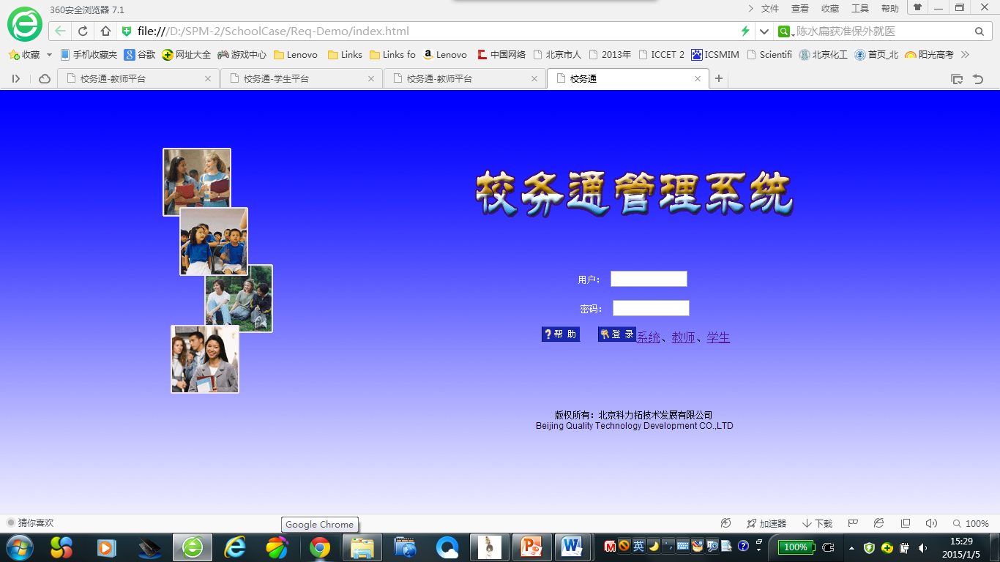 360安全浏览器 7.1
文件 查看 收藏 工具 帮助
file:///D:/SPM-2/SchoolCase/Req-Demo/index.html
陈水扁获准保外就医
收藏 手机收藏夹 谷歌 网址大全 游戏中心 Lenovo Links Links fo Lenovo 中国网络 北京市人 2013年 ICCET 2 ICSMIM Scientifi 北京化工 首页_北 阳光高考
校务通-教师平台 校务通-学生平台 校务通-教师平台 校务通
校务通管理系统
用户：
密码：
帮 助 登 录 系统、教师、学生
版权所有：北京科力拓技术发展有限公司
Beijing Quality Technology Development CO.,LTD
猜你喜欢
加速器 下载 100%
Google Chrome
英 100%
15:29
2015/1/5